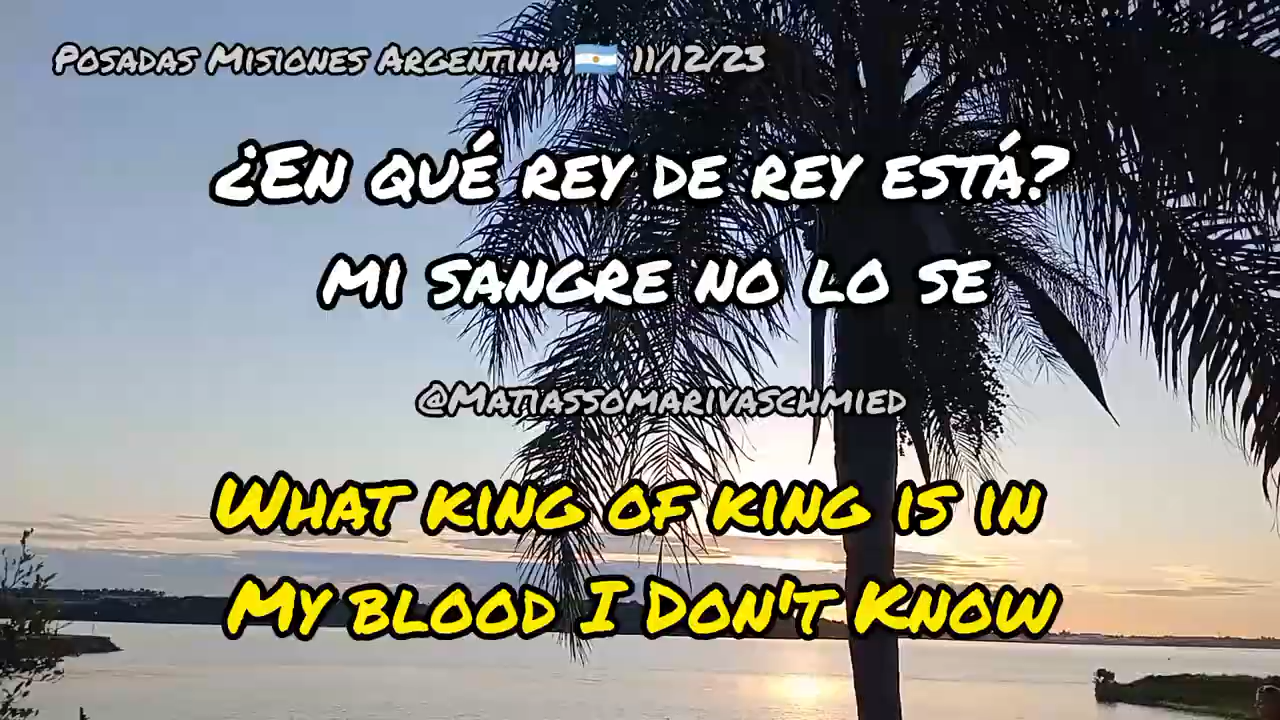 Posadas Misiones Argentina 🇦🇷 11/12/23
¿En qué rey de rey está?
mi sangre no lo se
@Matiassomarivaschmied
What king of king is in
My blood I Don't Know